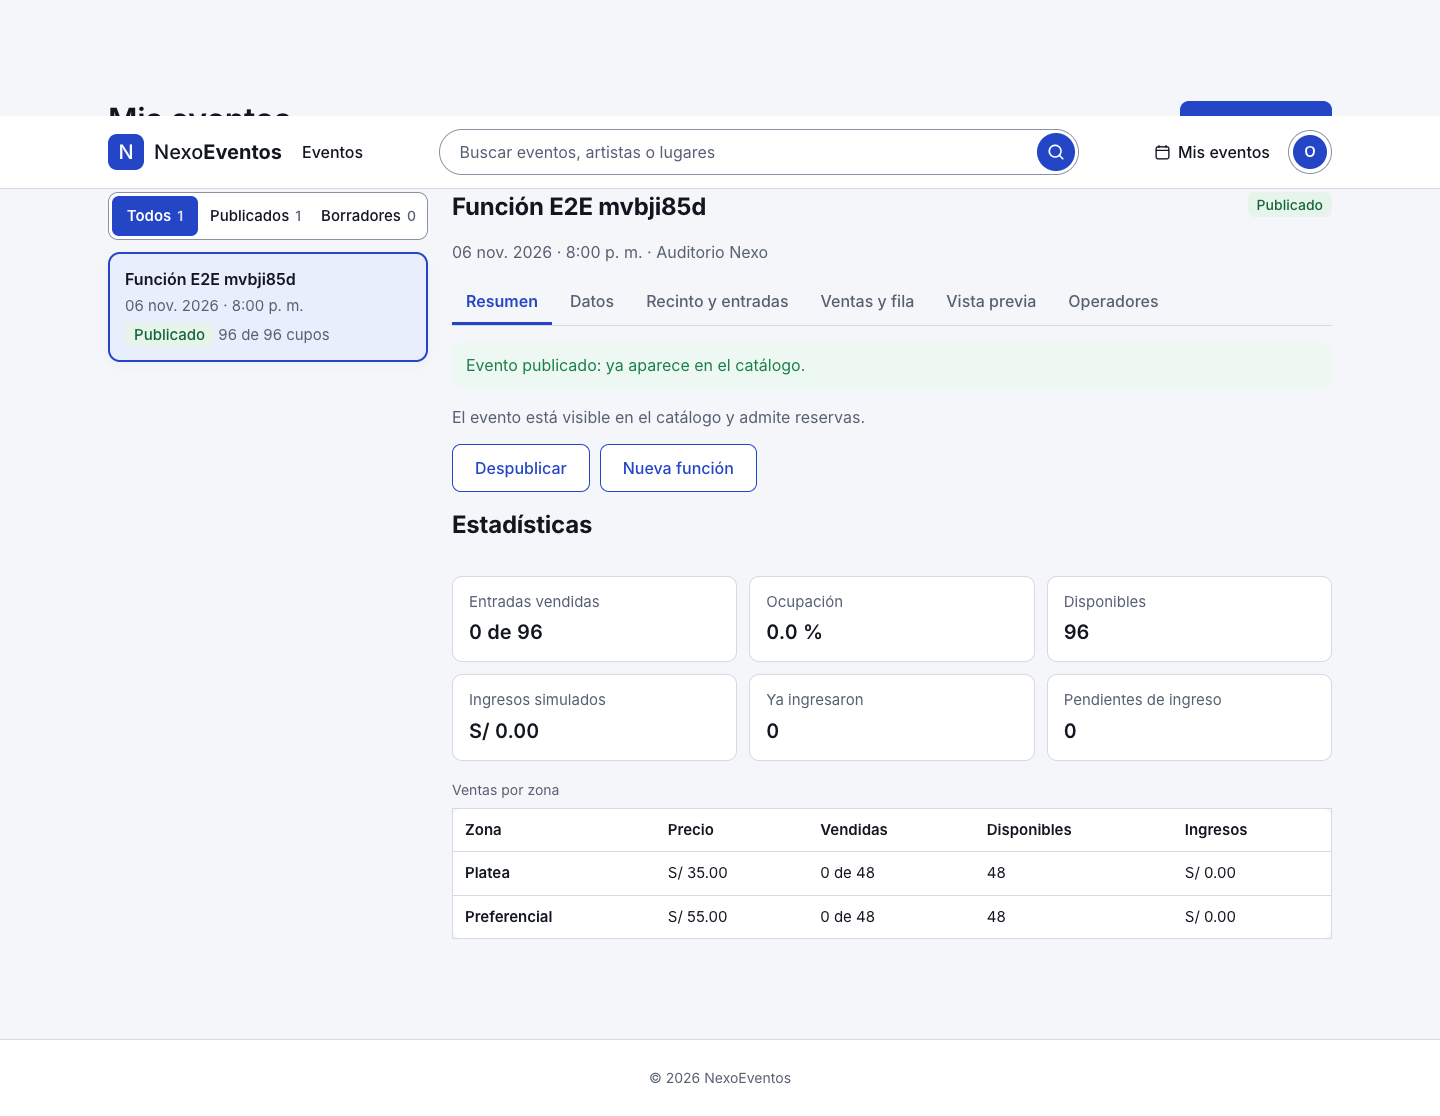 Mis eventos
N NexoEventos Eventos Buscar eventos, artistas o lugares Mis eventos O
Todos 1 Publicados 1 Borradores 0
Función E2E mvbji85d
06 nov. 2026 · 8:00 p. m.
Publicado 96 de 96 cupos
Función E2E mvbji85d Publicado
06 nov. 2026 · 8:00 p. m. · Auditorio Nexo
Resumen Datos Recinto y entradas Ventas y fila Vista previa Operadores
Evento publicado: ya aparece en el catálogo.
El evento está visible en el catálogo y admite reservas.
Despublicar Nueva función
Estadísticas
Entradas vendidas Ocupación Disponibles
0 de 96 0.0 % 96
Ingresos simulados Ya ingresaron Pendientes de ingreso
S/ 0.00 0 0
Ventas por zona
Zona Precio Vendidas Disponibles Ingresos
Platea S/ 35.00 0 de 48 48 S/ 0.00
Preferencial S/ 55.00 0 de 48 48 S/ 0.00
© 2026 NexoEventos